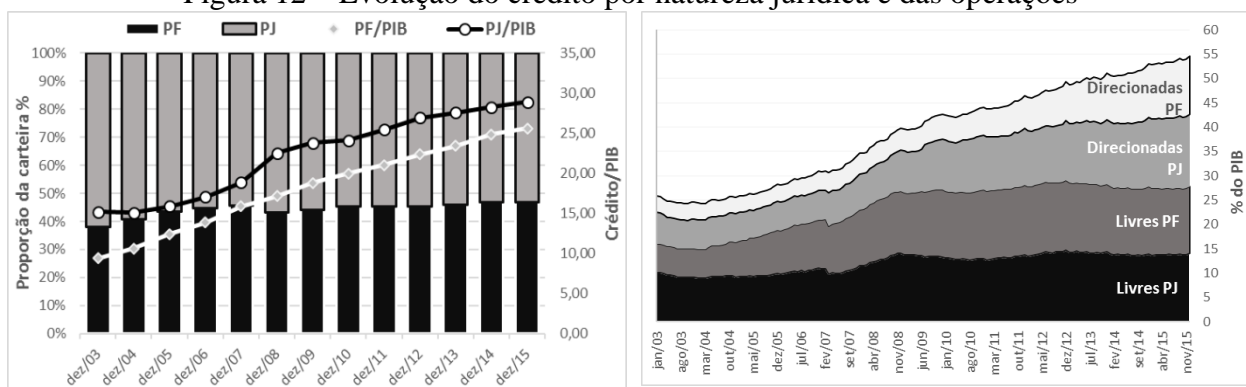 Figura 12 – Evolução do crédito por natureza jurídica e das operações
PF PJ PF/PIB PJ/PIB
Proporção da carteira %
100%
90%
80%
70%
60%
50%
40%
30%
20%
10%
0%
35,00
30,00
25,00
20,00
15,00
10,00
5,00
0,00
Crédito/PIB
dez/03
dez/04
dez/05
dez/06
dez/07
dez/08
dez/09
dez/10
dez/11
dez/12
dez/13
dez/14
dez/15
Direcionadas
PF
Direcionadas
PJ
Livres PF
Livres PJ
60
55
50
45
40
35
30
25
20
15
10
5
0
% do PIB
jan/03
ago/03
mar/04
out/04
mai/05
dez/05
jul/06
fev/07
set/07
abr/08
nov/08
jun/09
jan/10
ago/10
mar/11
out/11
mai/12
dez/12
jul/13
fev/14
set/14
abr/15
nov/15